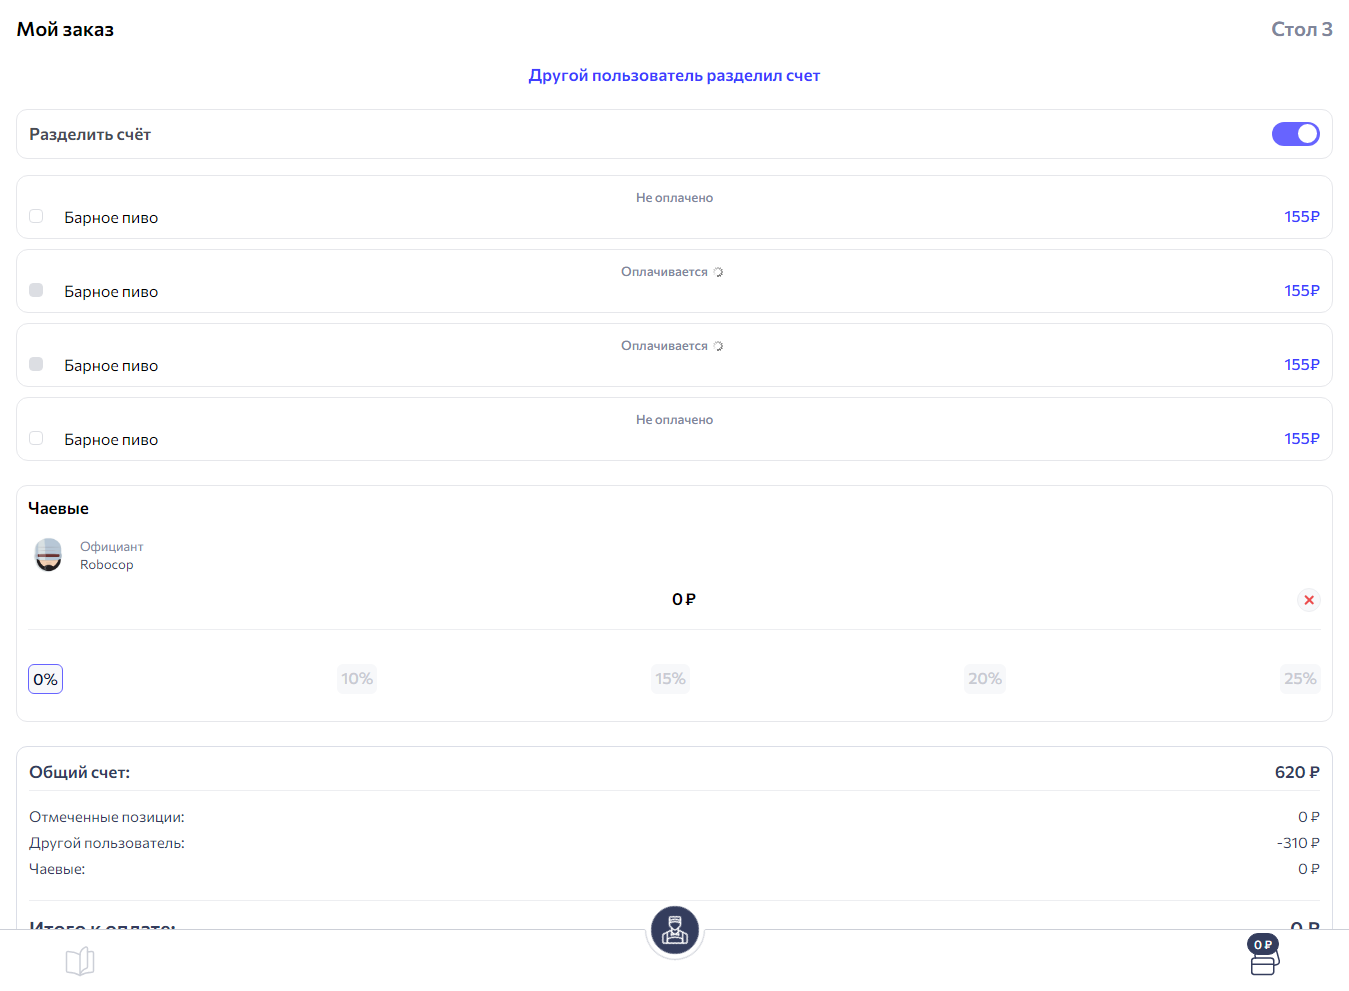 Мой заказ
Стол 3
Другой пользователь разделил счет
Разделить счёт
Не оплачено
Барное пиво 155₽
Оплачивается
Барное пиво 155₽
Оплачивается
Барное пиво 155₽
Не оплачено
Барное пиво 155₽
Чаевые
Официант
Robocop
0 ₽
0% 10% 15% 20% 25%
Общий счет: 620 ₽
Отмеченные позиции: 0 ₽
Другой пользователь: -310 ₽
Чаевые: 0 ₽
Итого к оплате: 0 ₽
0 ₽